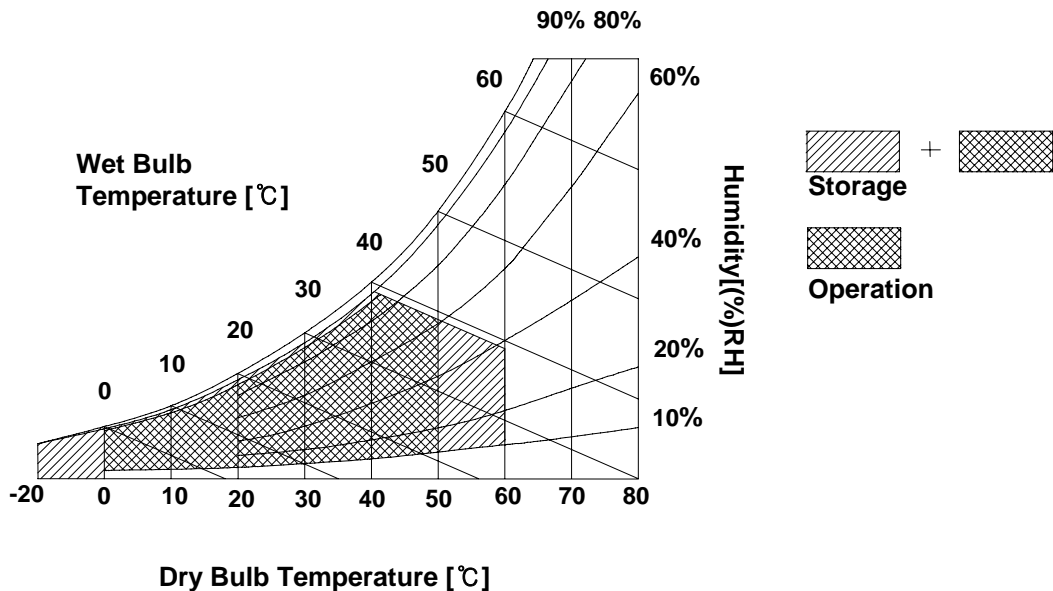 90% 80%
60
60%
50
Wet Bulb
Temperature [℃]
40
30
20
10
0
Humidity[(%)RH]
40%
20%
10%
-20 0 10 20 30 40 50 60 70 80
Dry Bulb Temperature [℃]
+
Storage
Operation